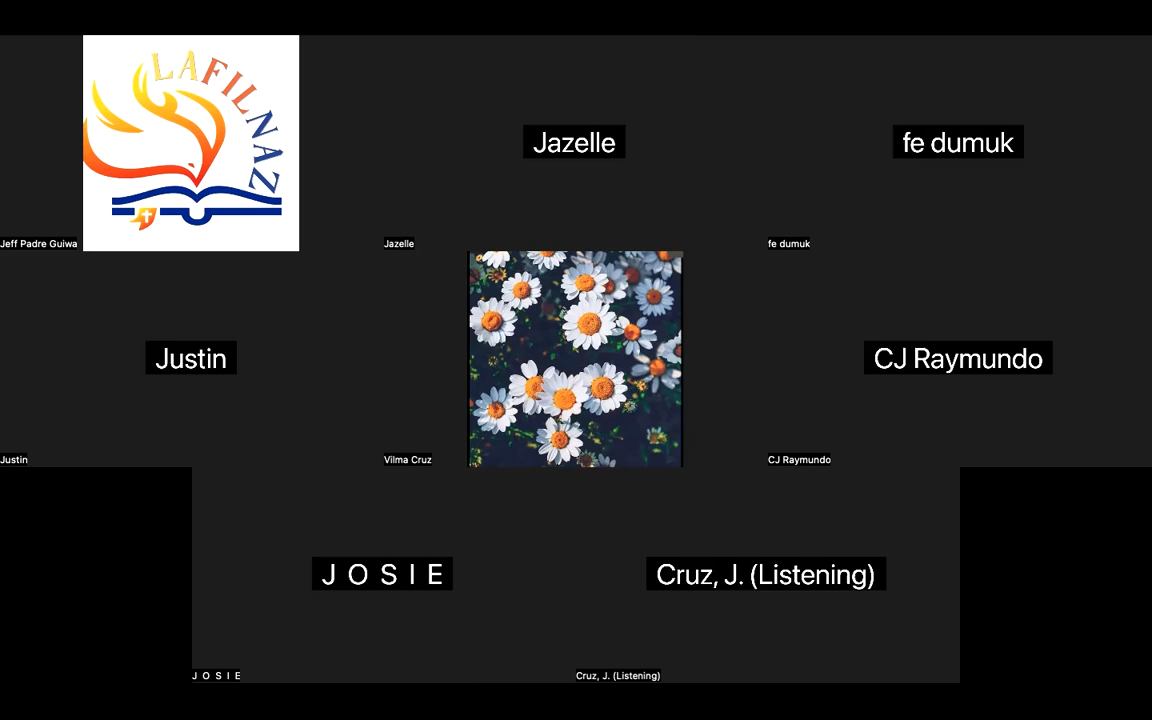 LAFILNAZ
Jazelle
fe dumuk
Jeff Padre Guiwa
Jazelle
fe dumuk
Justin
CJ Raymundo
Justin
Vilma Cruz
CJ Raymundo
J O S I E
Cruz, J. (Listening)
J O S I E
Cruz, J. (Listening)